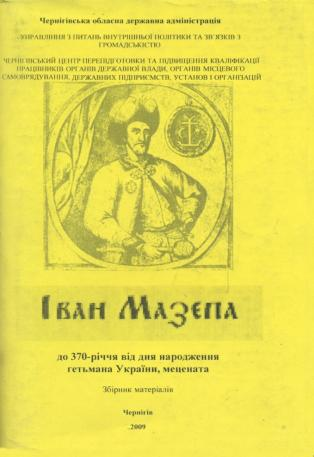 Чернігівська обласна державна адміністрація
УПРАВЛІННЯ З ПИТАНЬ ВНУТРІШНЬОЇ ПОЛІТИКИ ТА ЗВ'ЯЗКІВ З
ГРОМАДСЬКІСТЮ
ЧЕРНІГІВСЬКИЙ ЦЕНТР ПЕРЕПІДГОТОВКИ ТА ПІДВИЩЕННЯ КВАЛІФІКАЦІЇ
ПРАЦІВНИКІВ ОРГАНІВ ДЕРЖАВНОЇ ВЛАДИ, ОРГАНІВ МІСЦЕВОГО
САМОВРЯДУВАННЯ, ДЕРЖАВНИХ ПІДПРИЄМСТВ, УСТАНОВ І ОРГАНІЗАЦІЙ
ІВАН МАЗЕПА
до 370-річчя від дня народження
гетьмана України, мецената
Збірник матеріалів
Чернігів
2009